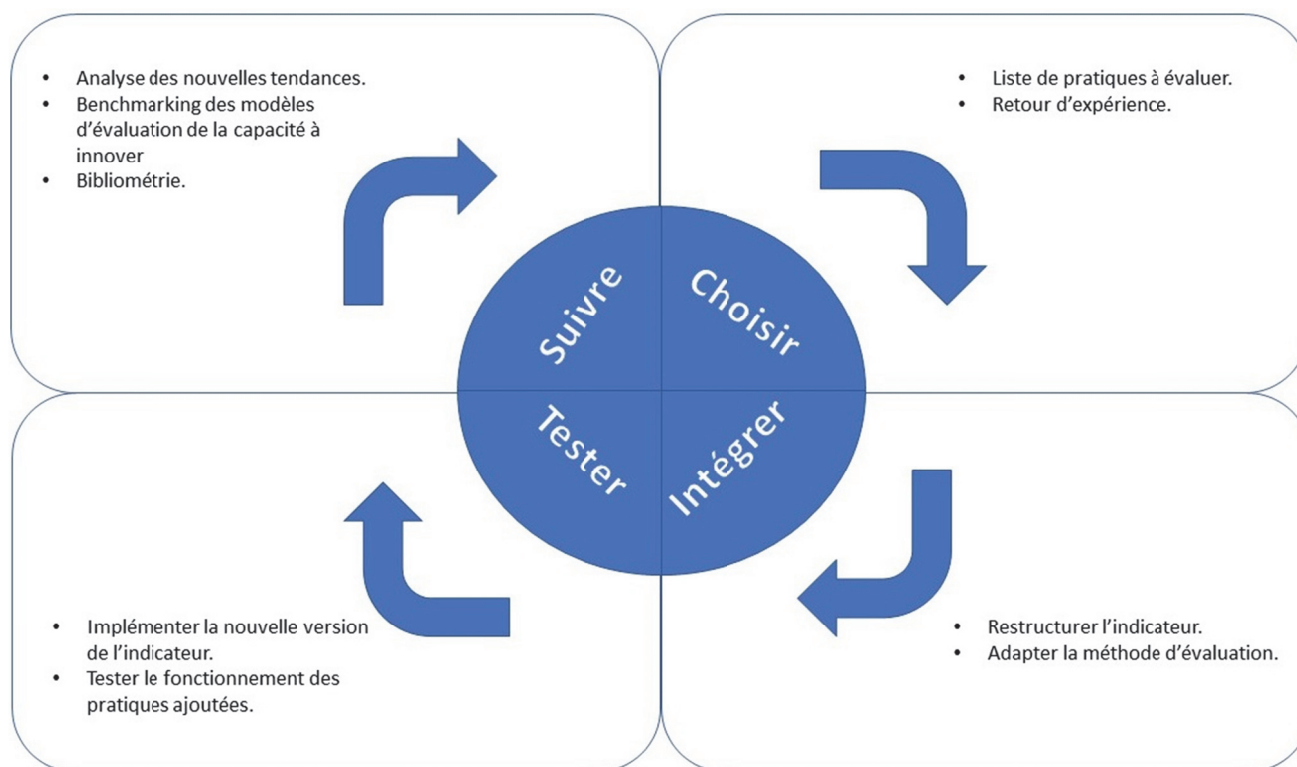 • Analyse des nouvelles tendances.
• Benchmarking des modèles
d’évaluation de la capacité à
innover
• Bibliométrie.
• Liste de pratiques à évaluer.
• Retour d’expérience.
Suivre
Choisir
Tester
Intégrer
• Implémenter la nouvelle version
de l’indicateur.
• Tester le fonctionnement des
pratiques ajoutées.
• Restructurer l’indicateur.
• Adapter la méthode d’évaluation.